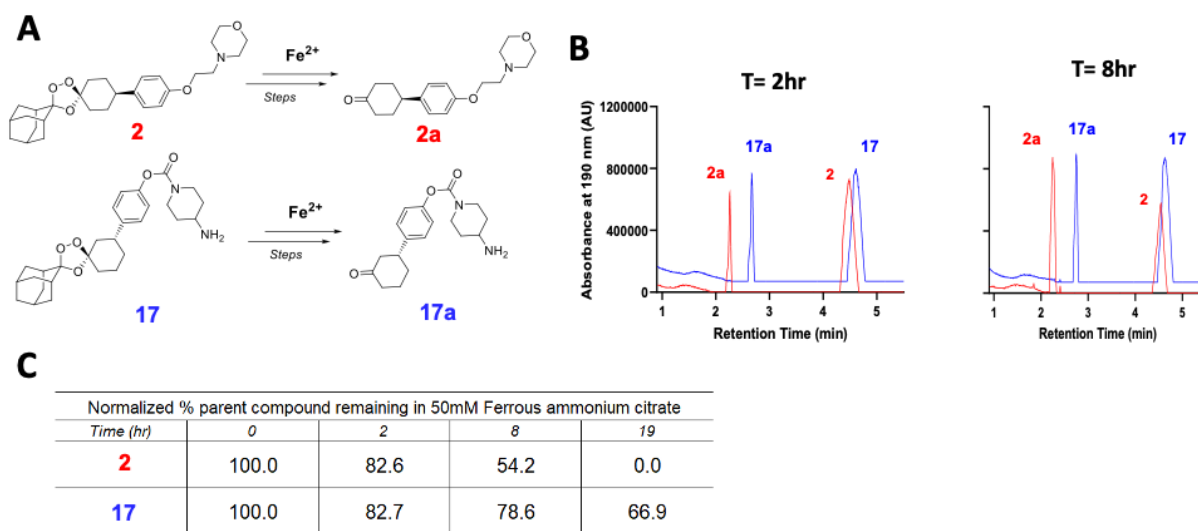 A
Fe2+
Steps
2
2a
O
O
O
O
N
O
O
N
O
O
17
17a
Fe2+
Steps
O
O
N
NH2
O
O
O
O
O
N
NH2
O
B
T= 2hr
T= 8hr
Absorbance at 190 nm (AU)
1200000
800000
400000
0
2a
17a
2
17
1 2 3 4 5
Retention Time (min)
2a
17a
17
2
1 2 3 4 5
Retention Time (min)
C
Normalized % parent compound remaining in 50mM Ferrous ammonium citrate
Time (hr) 0 2 8 19
2 100.0 82.6 54.2 0.0
17 100.0 82.7 78.6 66.9